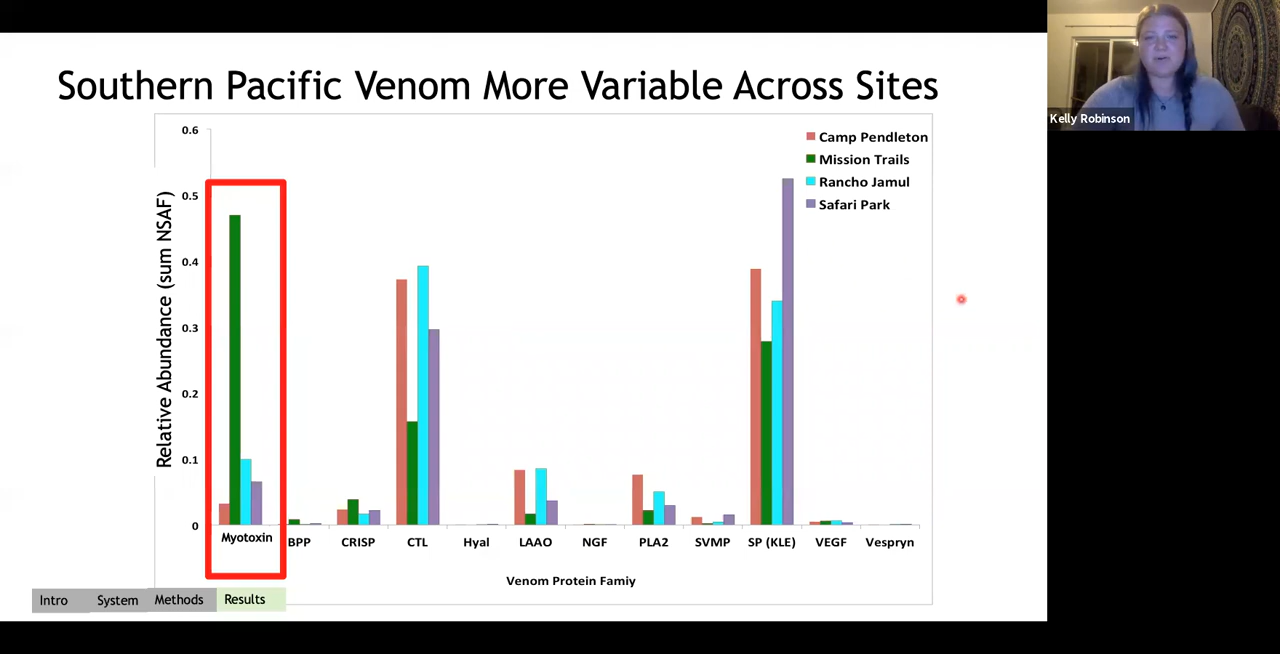 Southern Pacific Venom More Variable Across Sites
Kelly Robinson
0.6
0.5
0.4
0.3
0.2
0.1
0
Relative Abundance (sum NSAF)
Camp Pendleton
Mission Trails
Rancho Jamul
Safari Park
Myotoxin BPP CRISP CTL Hyal LAAO NGF PLA2 SVMP SP (KLE) VEGF Vespryn
Venom Protein Famiy
Intro System Methods Results